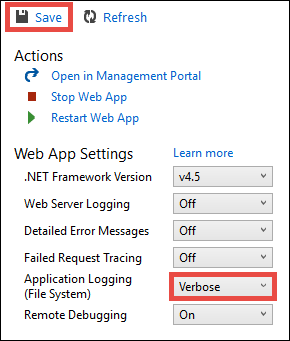 Save Refresh
Actions
Open in Management Portal
Stop Web App
Restart Web App
Web App Settings Learn more
.NET Framework Version v4.5
Web Server Logging Off
Detailed Error Messages Off
Failed Request Tracing Off
Application Logging
(File System) Verbose
Remote Debugging On